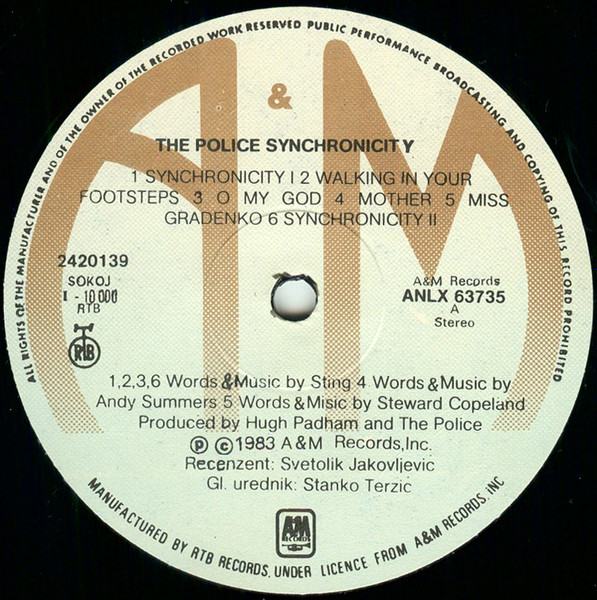 ALL RIGHTS OF THE MANUFACTURER AND OF THE OWNER OF THE RECORDED WORK RESERVED PUBLIC PERFORMANCE BROADCASTING AND COPYING OF THIS RECORD PROHIBITED
A & M
THE POLICE SYNCHRONICITY
1 SYNCHRONICITY I 2 WALKING IN YOUR
FOOTSTEPS 3 O MY GOD 4 MOTHER 5 MISS
GRADENKO 6 SYNCHRONICITY II
2420139
SOKOJ
I - 10 000
RTB
RTB
A&M Records
ANLX 63735
A
Stereo
1,2,3,6 Words & Music by Sting 4 Words & Music by
Andy Summers 5 Words & Misic by Steward Copeland
Produced by Hugh Padham and The Police
℗ © 1983 A&M Records,Inc.
Recenzent: Svetolik Jakovljevic
Gl. urednik: Stanko Terzic
A&M
RECORDS
MANUFACTURED BY RTB RECORDS, UNDER LICENCE FROM A&M RECORDS, INC